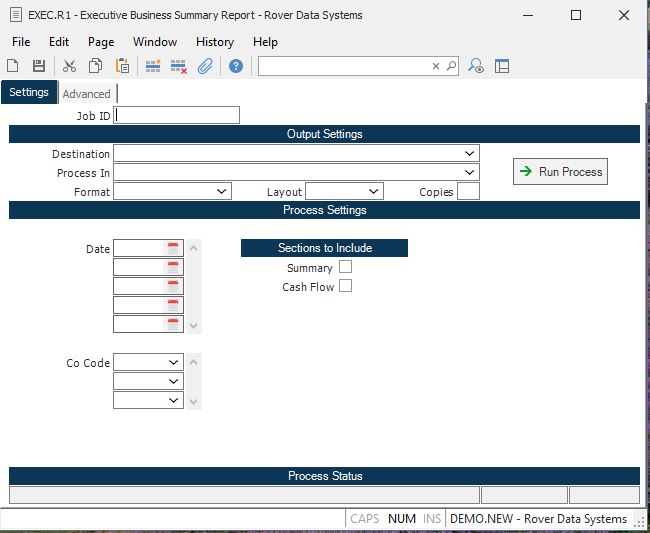 EXEC.R1 - Executive Business Summary Report - Rover Data Systems
File Edit Page Window History Help
Settings Advanced
Job ID
Output Settings
Destination
Process In
Run Process
Format Layout Copies
Process Settings
Date
Sections to Include
Summary
Cash Flow
Co Code
Process Status
CAPS NUM INS DEMO.NEW - Rover Data Systems